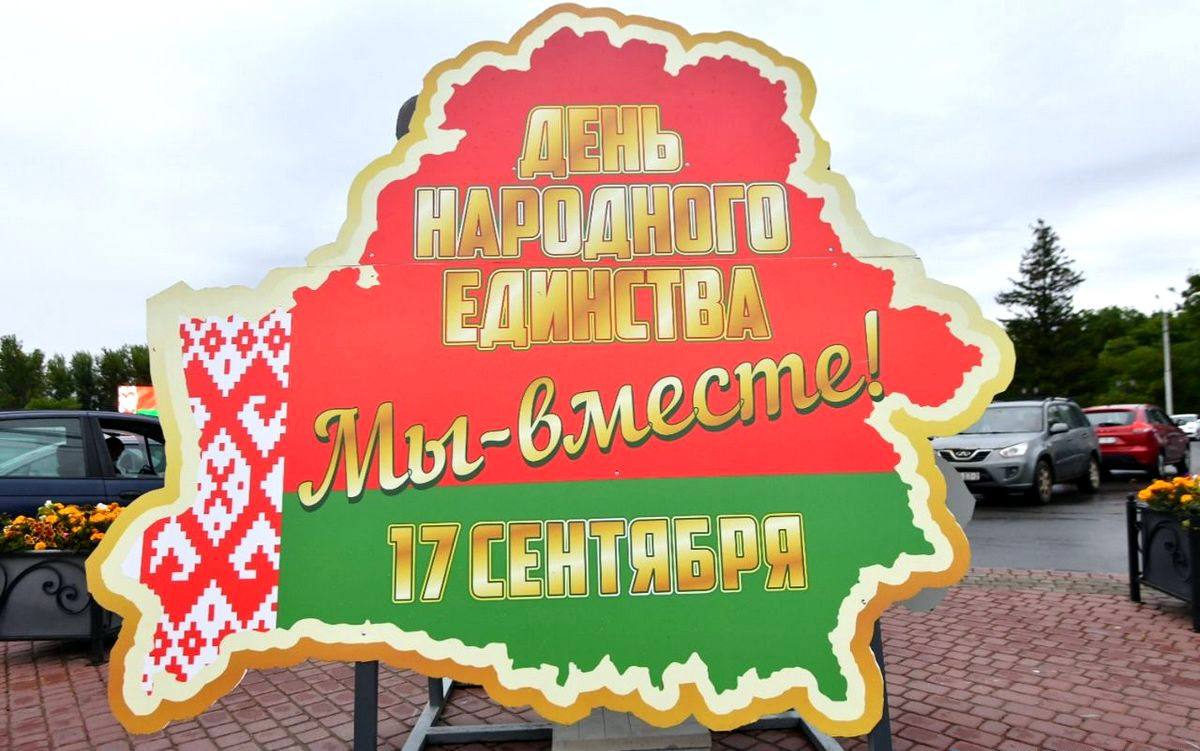 ДЕНЬ
НАРОДНОГО
ЕДИНСТВА
Мы-вместе!
17 СЕНТЯБРЯ